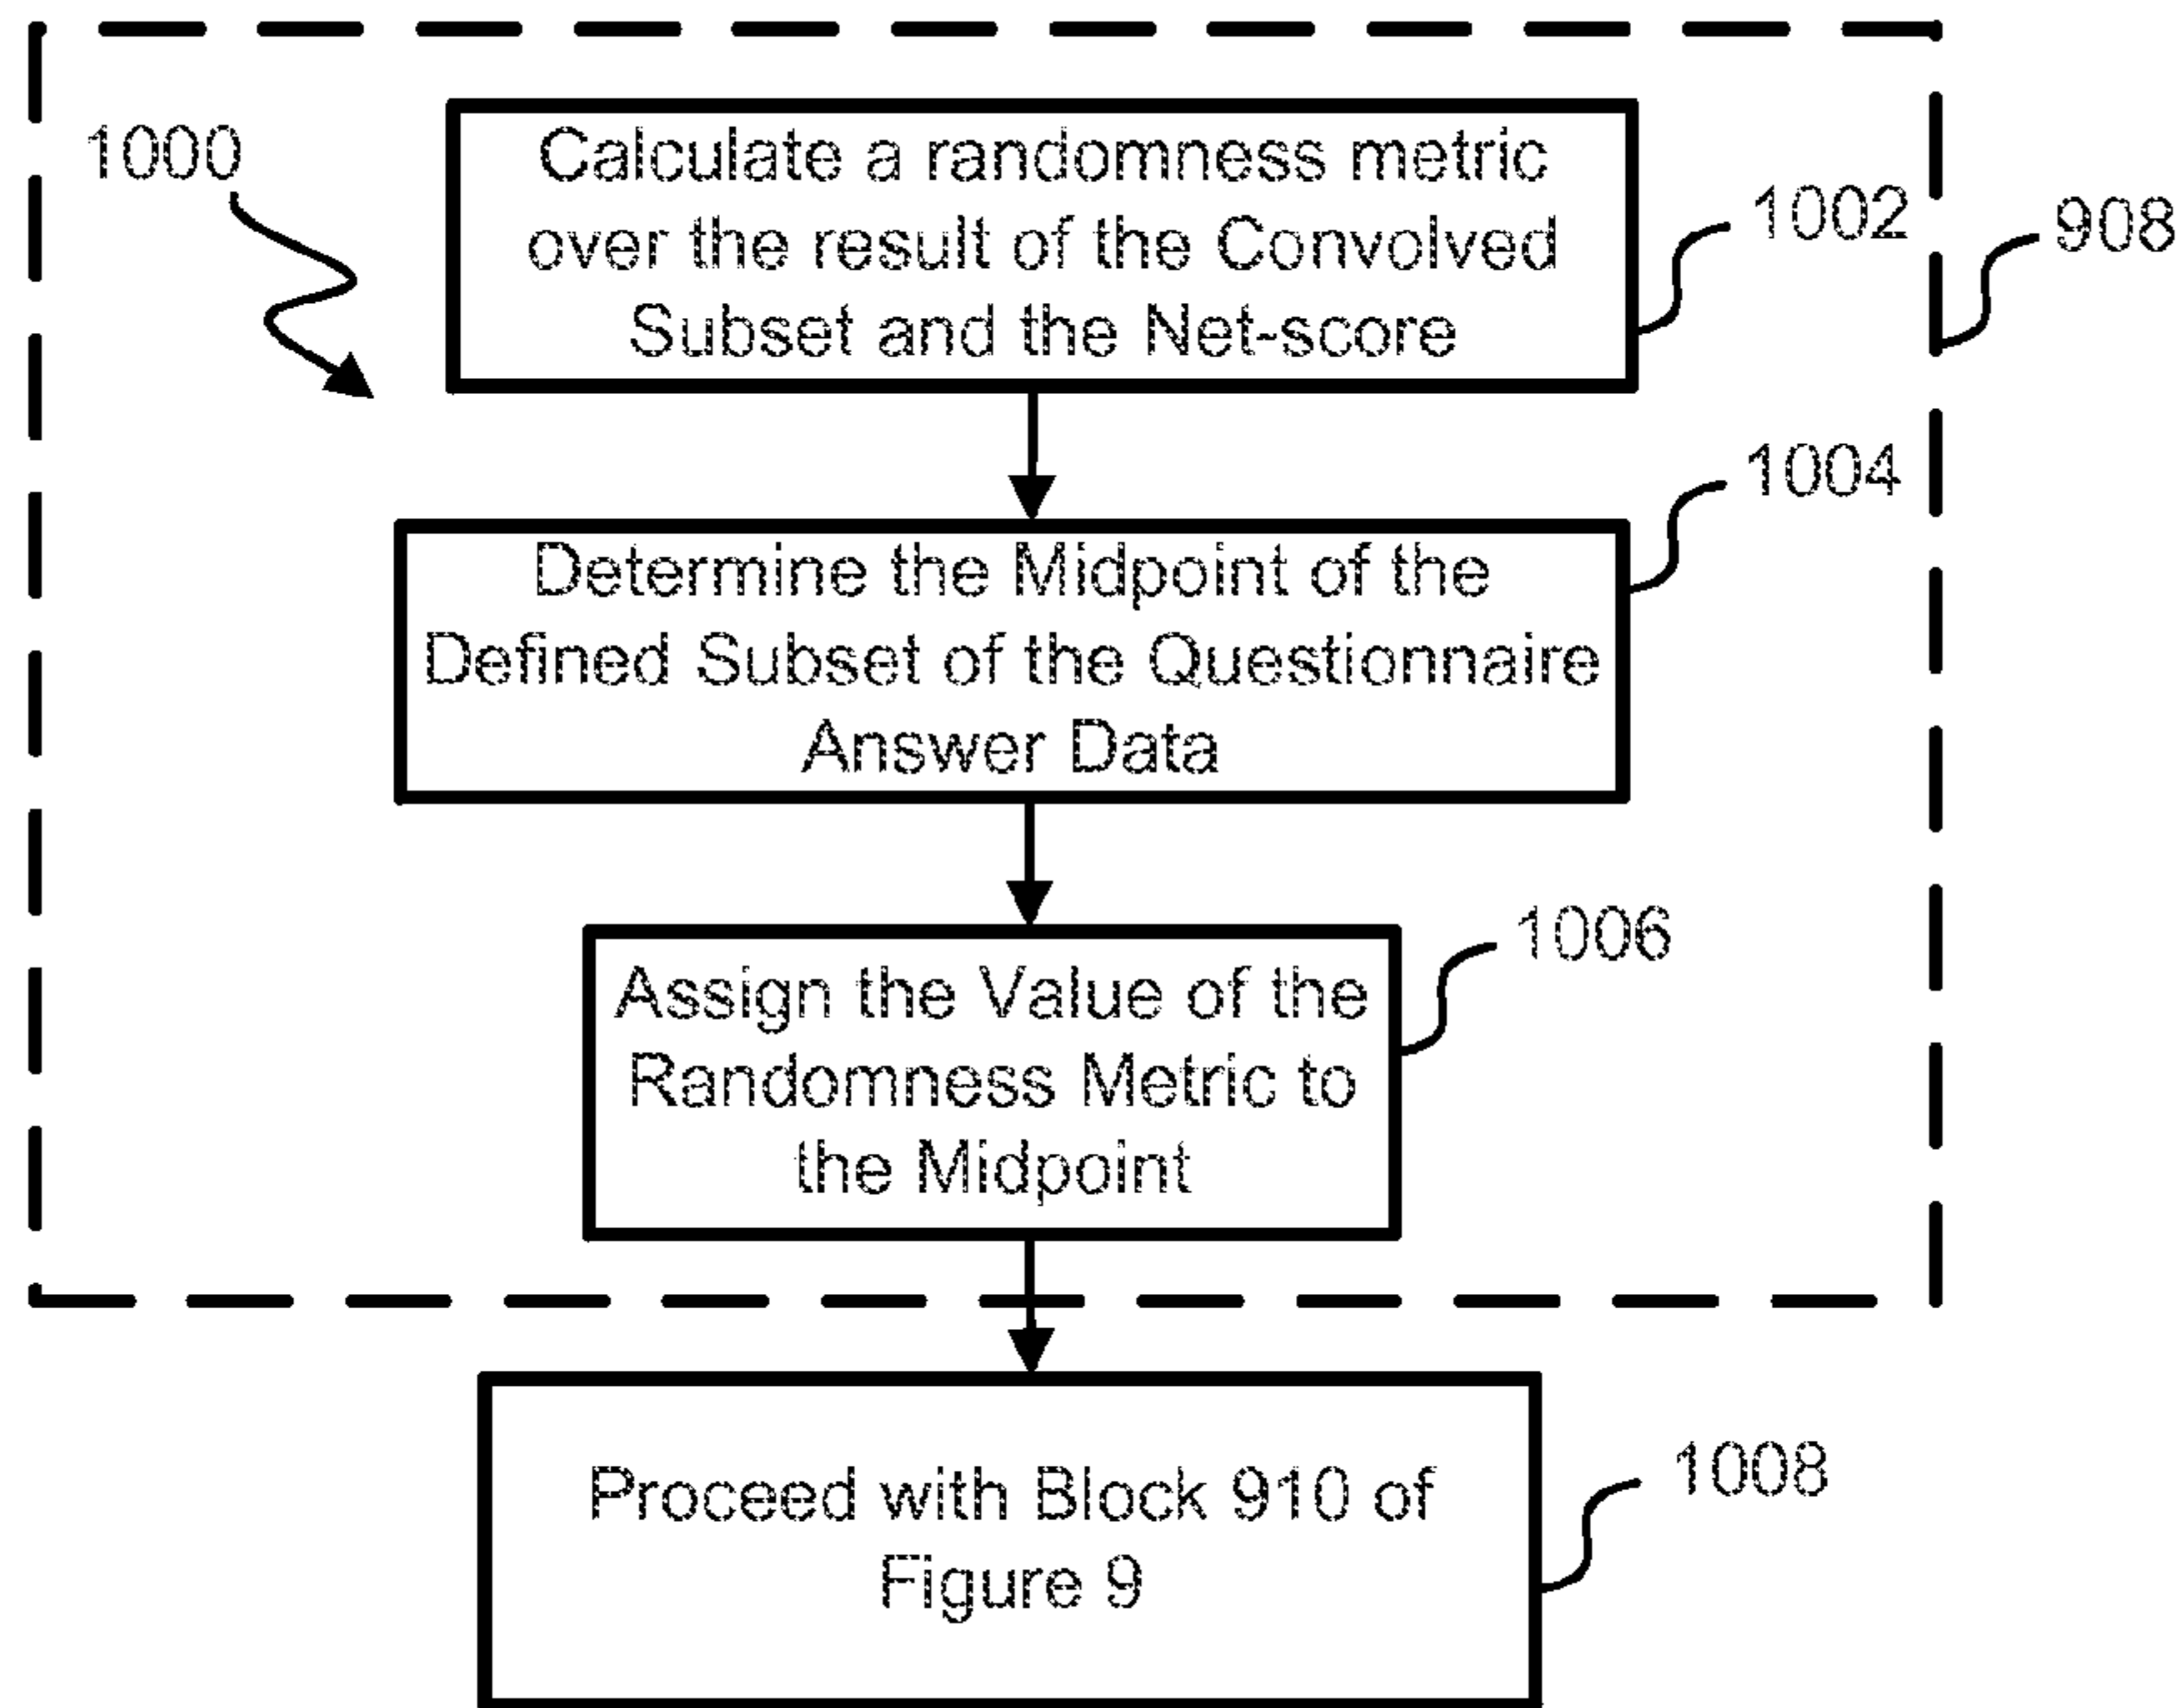 1000
Calculate a randomness metric
over the result of the Convolved
Subset and the Net-score
1002
908
Determine the Midpoint of the
Defined Subset of the Questionnaire
Answer Data
1004
Assign the Value of the
Randomness Metric to
the Midpoint
1006
Proceed with Block 910 of
Figure 9
1008